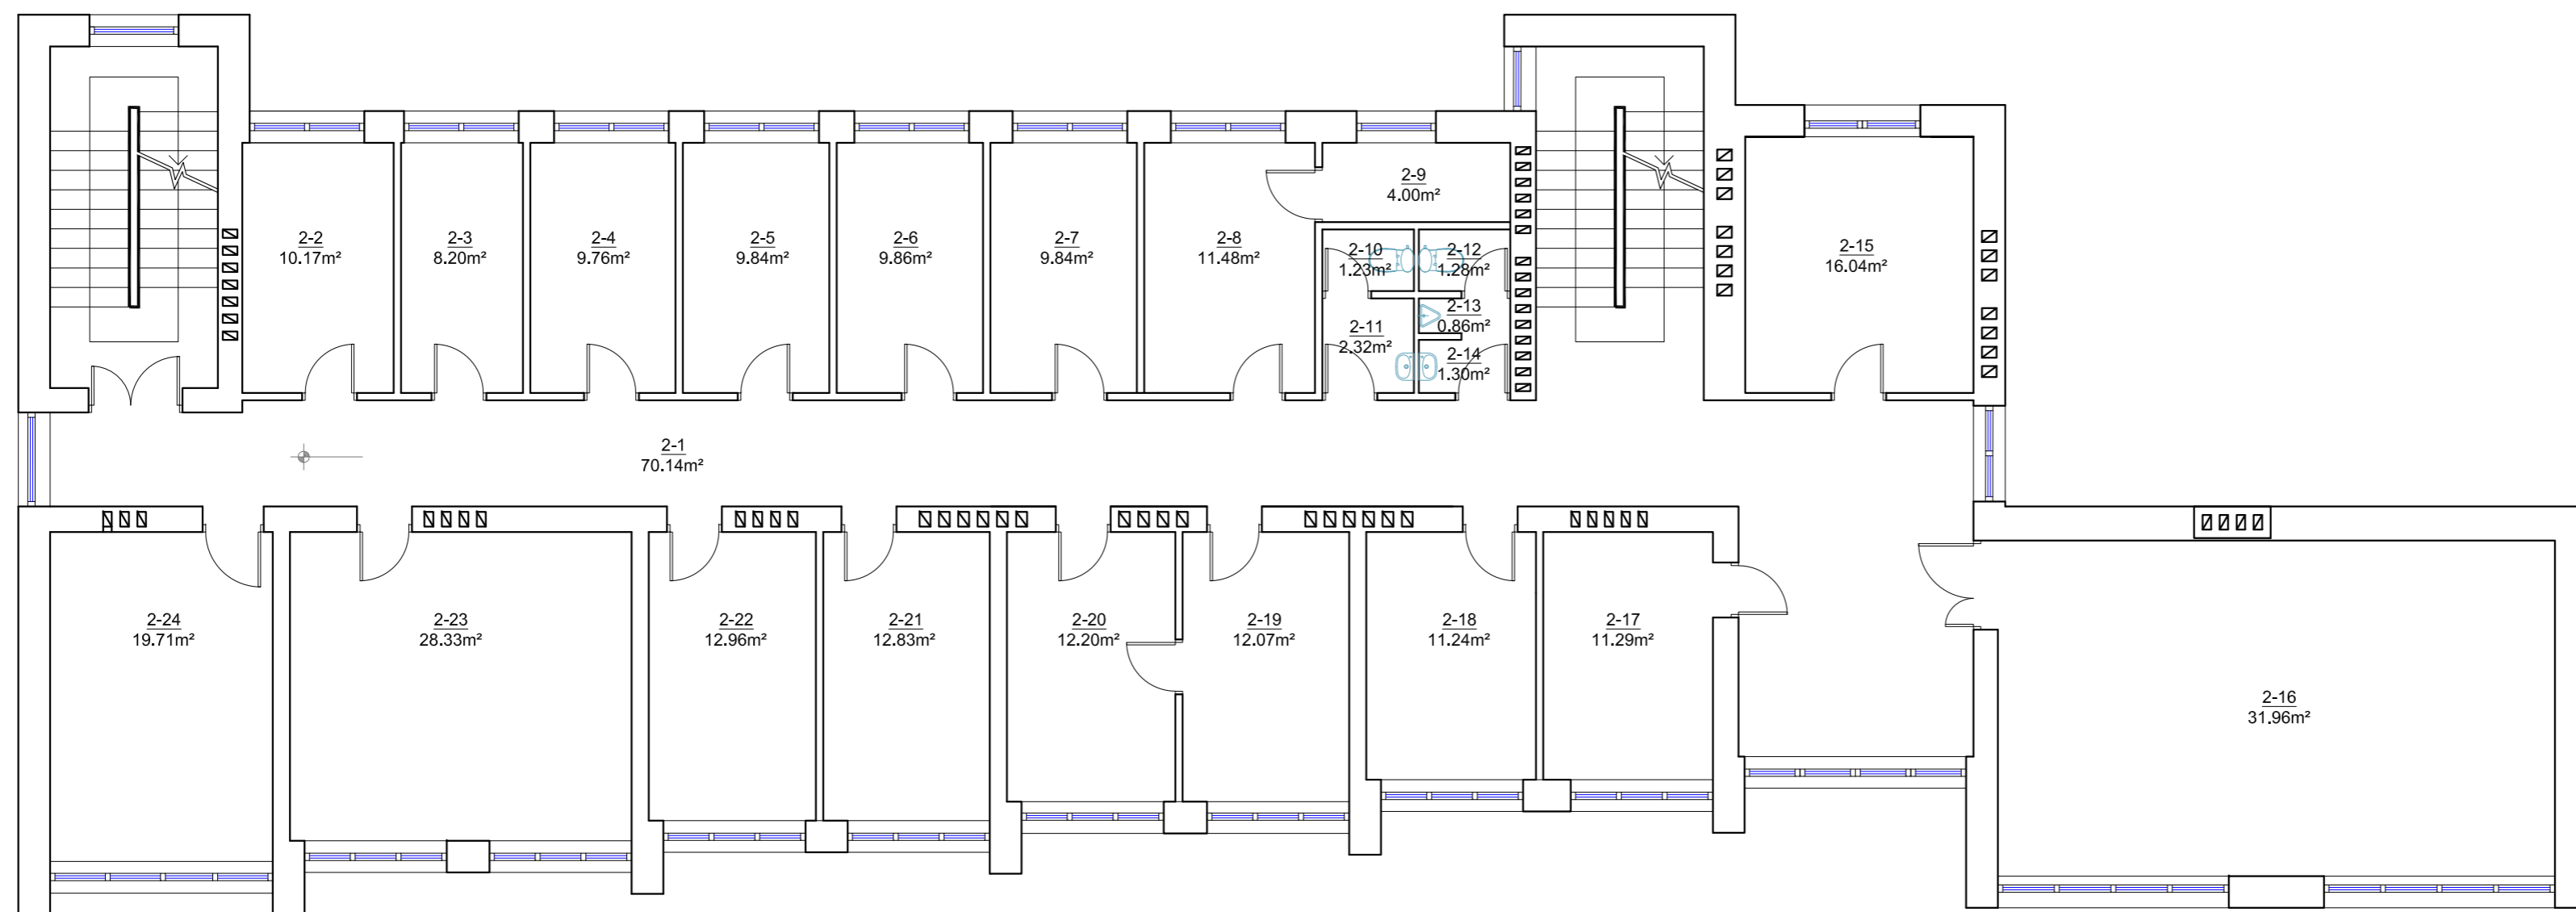 2-2
10.17m²
2-3
8.20m²
2-4
9.76m²
2-5
9.84m²
2-6
9.86m²
2-7
9.84m²
2-8
11.48m²
2-9
4.00m²
2-10
1.23m²
2-12
1.28m²
2-13
0.86m²
2-11
2.32m²
2-14
1.30m²
2-15
16.04m²
2-1
70.14m²
2-24
19.71m²
2-23
28.33m²
2-22
12.96m²
2-21
12.83m²
2-20
12.20m²
2-19
12.07m²
2-18
11.24m²
2-17
11.29m²
2-16
31.96m²